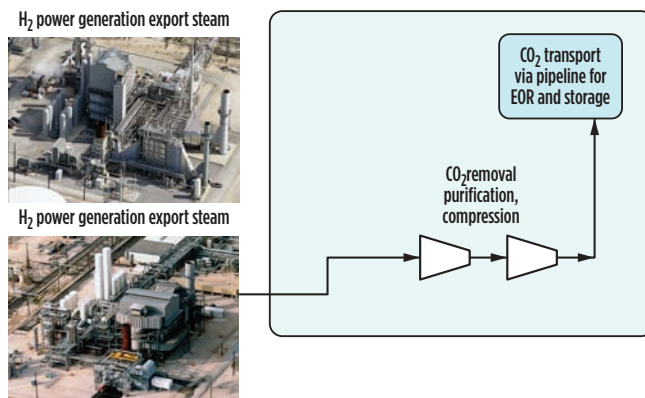 H₂ power generation export steam
H₂ power generation export steam
CO₂ transport
via pipeline for
EOR and storage
CO₂removal
purification,
compression